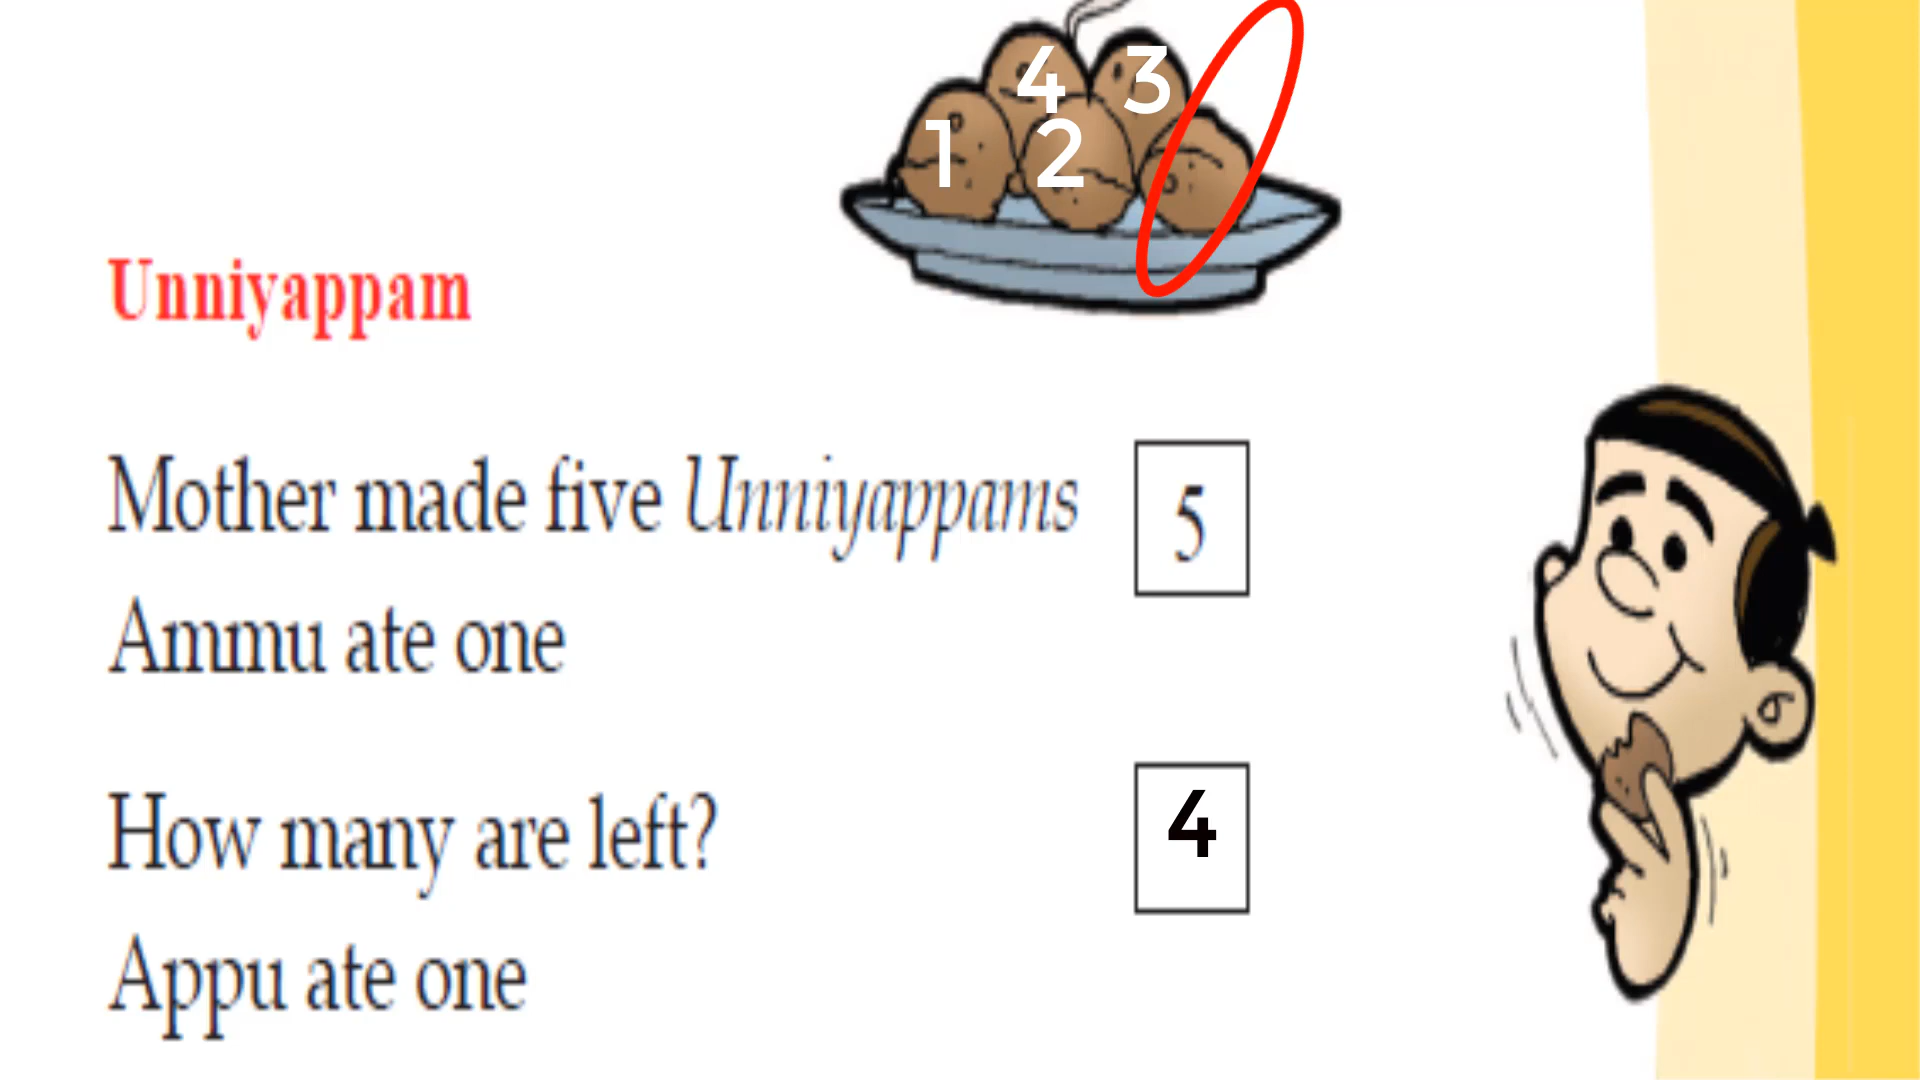 4 3
1 2
Unniyappam
Mother made five Unniyappams 5
Ammu ate one
How many are left? 4
Appu ate one